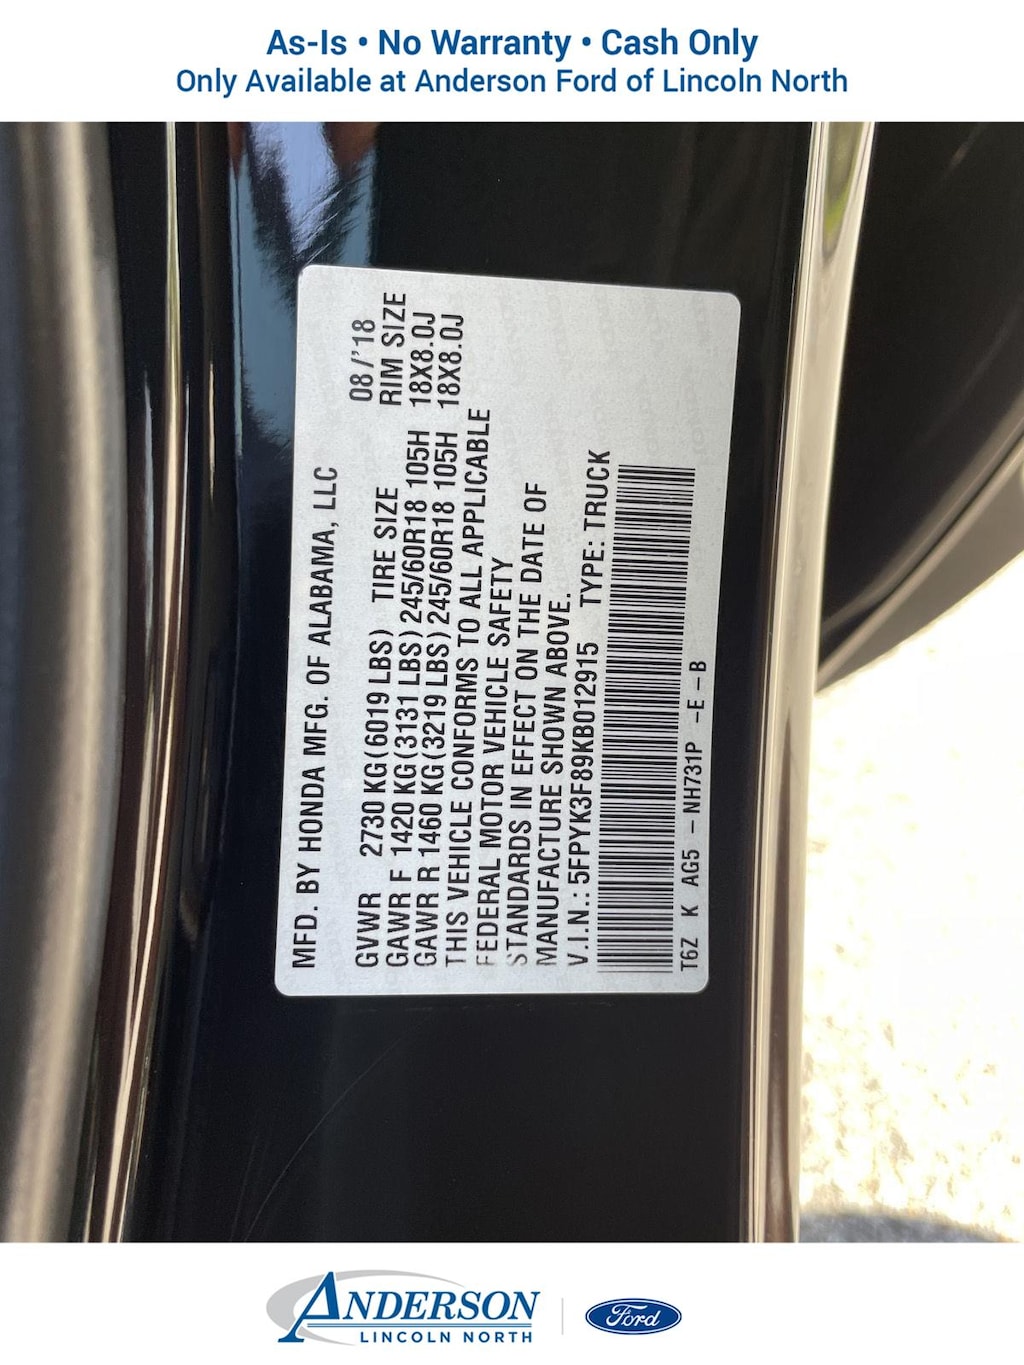 As-Is • No Warranty • Cash Only
Only Available at Anderson Ford of Lincoln North
MFD. BY HONDA MFG. OF ALABAMA, LLC
08/'18
GVWR 2730 KG (6019 LBS) TIRE SIZE RIM SIZE
GAWR F 1420 KG (3131 LBS) 245/60R18 105H 18X8.0J
GAWR R 1460 KG (3219 LBS) 245/60R18 105H 18X8.0J
THIS VEHICLE CONFORMS TO ALL APPLICABLE
FEDERAL MOTOR VEHICLE SAFETY
STANDARDS IN EFFECT ON THE DATE OF
MANUFACTURE SHOWN ABOVE.
V.I.N.: 5FPYK3F89KB012915 TYPE: TRUCK
T6Z K AG5 - NH731P -E-B
ANDERSON
LINCOLN NORTH
Ford